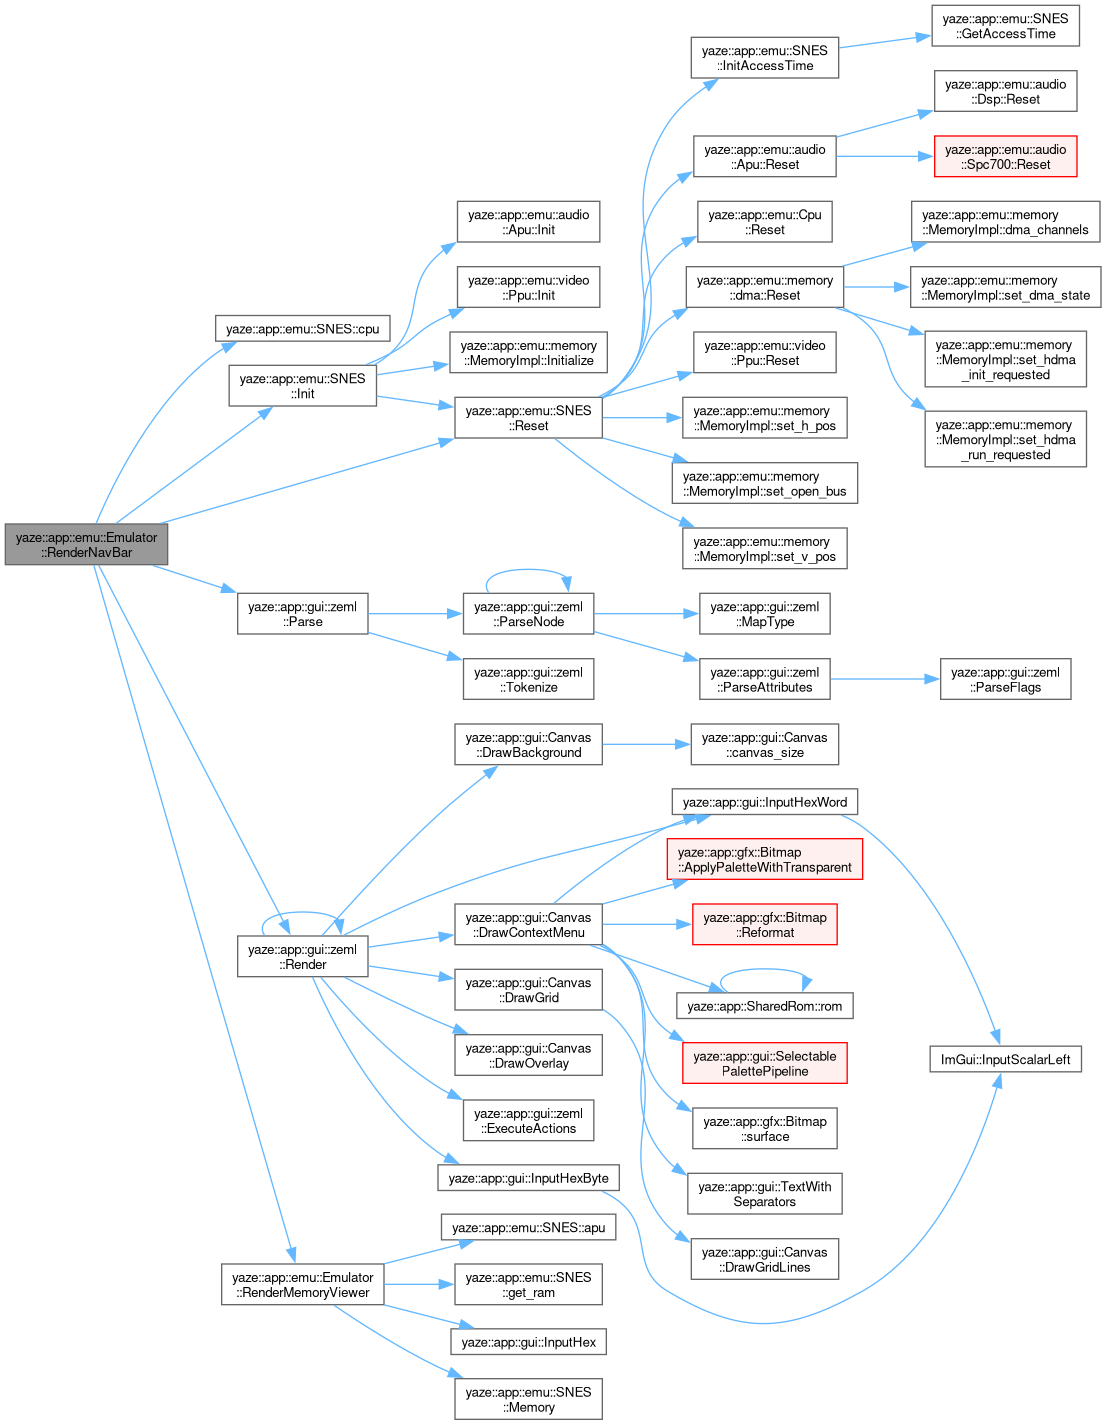 yaze::app::emu::Emulator
::RenderNavBar
yaze::app::emu::SNES::cpu
yaze::app::emu::SNES
::Init
yaze::app::emu::audio
::Apu::Init
yaze::app::emu::video
::Ppu::Init
yaze::app::emu::memory
::MemoryImpl::Initialize
yaze::app::emu::SNES
::Reset
yaze::app::emu::SNES
::InitAccessTime
yaze::app::emu::SNES
::GetAccessTime
yaze::app::emu::audio
::Apu::Reset
yaze::app::emu::audio
::Dsp::Reset
yaze::app::emu::audio
::Spc700::Reset
yaze::app::emu::Cpu
::Reset
yaze::app::emu::memory
::dma::Reset
yaze::app::emu::memory
::MemoryImpl::dma_channels
yaze::app::emu::memory
::MemoryImpl::set_dma_state
yaze::app::emu::memory
::MemoryImpl::set_hdma
_init_requested
yaze::app::emu::memory
::MemoryImpl::set_hdma
_run_requested
yaze::app::emu::video
::Ppu::Reset
yaze::app::emu::memory
::MemoryImpl::set_h_pos
yaze::app::emu::memory
::MemoryImpl::set_open_bus
yaze::app::emu::memory
::MemoryImpl::set_v_pos
yaze::app::gui::zeml
::Parse
yaze::app::gui::zeml
::ParseNode
yaze::app::gui::zeml
::MapType
yaze::app::gui::zeml
::ParseAttributes
yaze::app::gui::zeml
::ParseFlags
yaze::app::gui::zeml
::Tokenize
yaze::app::gui::zeml
::Render
yaze::app::gui::Canvas
::DrawBackground
yaze::app::gui::Canvas
::canvas_size
yaze::app::gui::InputHexWord
yaze::app::gui::Canvas
::DrawContextMenu
yaze::app::gfx::Bitmap
::ApplyPaletteWithTransparent
yaze::app::gfx::Bitmap
::Reformat
yaze::app::SharedRom::rom
yaze::app::gui::Selectable
PalettePipeline
yaze::app::gfx::Bitmap
::surface
yaze::app::gui::TextWith
Separators
yaze::app::gui::Canvas
::DrawGrid
yaze::app::gui::Canvas
::DrawGridLines
yaze::app::gui::Canvas
::DrawOverlay
yaze::app::gui::zeml
::ExecuteActions
yaze::app::gui::InputHexByte
ImGui::InputScalarLeft
yaze::app::emu::Emulator
::RenderMemoryViewer
yaze::app::emu::SNES::apu
yaze::app::emu::SNES
::get_ram
yaze::app::gui::InputHex
yaze::app::emu::SNES
::Memory